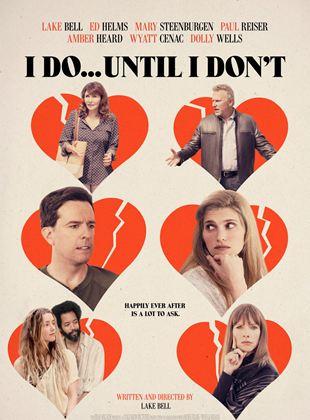 LAKE BELL ED HELMS MARY STEENBURGEN PAUL REISER
AMBER HEARD WYATT CENAC DOLLY WELLS
I DO...UNTIL I DON'T
HAPPILY EVER AFTER
IS A LOT TO ASK.
WRITTEN AND DIRECTED BY
LAKE BELL